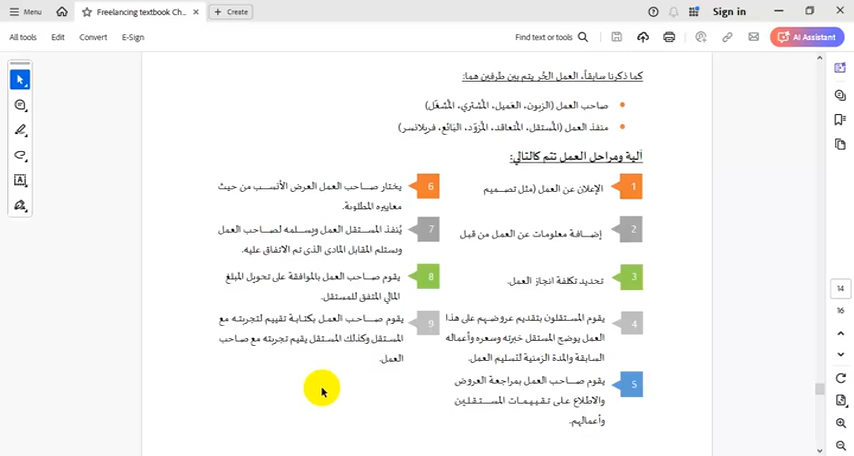 Menu
Freelancing textbook Ch...
Create
Sign in
All tools
Edit
Convert
E-Sign
Find text or tools
AI Assistant
كما ذكرنا سابقاً، العمل الحُر يتم بين طرفين هما:
صاحب العمل (الزبون، العَميل، المُشتري، المُشغّل)
منفذ العمل (المُستقل، المتعاقد، المُزوّد، البَائع، فريلانسر)
آلية ومراحل العمل تتم كالتالي:
1 الإعلان عن العمل (مثل تصميم
2 إضافة معلومات عن العمل من قبل
3 تحديد تكلفة انجاز العمل.
4 يقوم المستقلون بتقديم عروضهم على هذا
العمل يوضح المستقل خبرته وسعره وأعماله
السابقة والمدة الزمنية لتسليم العمل.
5 يقوم صاحب العمل بمراجعة العروض
والاطلاع على تقييمات المستقلين
وأعمالهم.
6 يختار صاحب العمل العرض الأنسب من حيث
معاييره المطلوبة.
7 يُنفذ المستقل العمل ويسلمه لصاحب العمل
ويستلم المقابل المادي الذي تم الاتفاق عليه.
8 يقوم صاحب العمل بالموافقة على تحويل المبلغ
المالي المتفق للمستقل.
9 يقوم صاحب العمل بكتابة تقييم لتجربته مع
المستقل وكذلك المستقل يقيم تجربته مع صاحب
العمل.
14
16